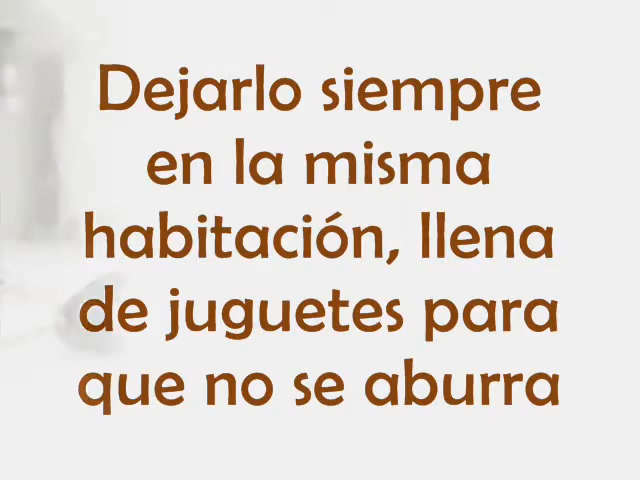 Dejarlo siempre
en la misma
habitación, llena
de juguetes para
que no se aburra